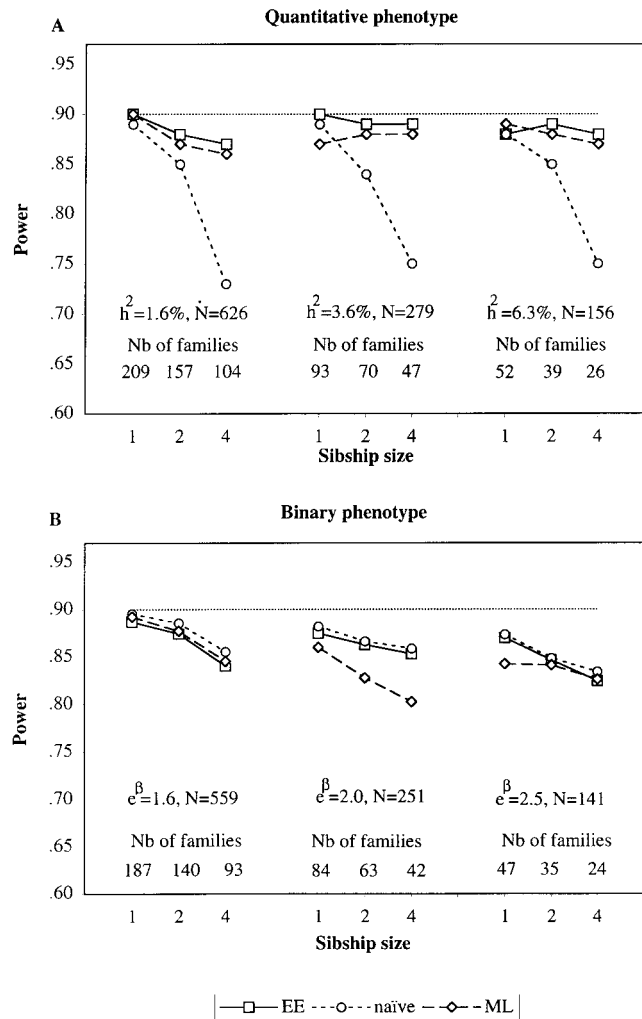 A
Quantitative phenotype
.95
.90
.85
.80
.75
.70
.65
.60
Power
h²=1.6%, N=626
h²=3.6%, N=279
h²=6.3%, N=156
Nb of families
Nb of families
Nb of families
209 157 104
93 70 47
52 39 26
1 2 4 1 2 4 1 2 4
Sibship size
B
Binary phenotype
.95
.90
.85
.80
.75
.70
.65
.60
Power
e^β=1.6, N=559
e^β=2.0, N=251
e^β=2.5, N=141
Nb of families
Nb of families
Nb of families
187 140 93
84 63 42
47 35 24
1 2 4 1 2 4 1 2 4
Sibship size
EE naïve ML